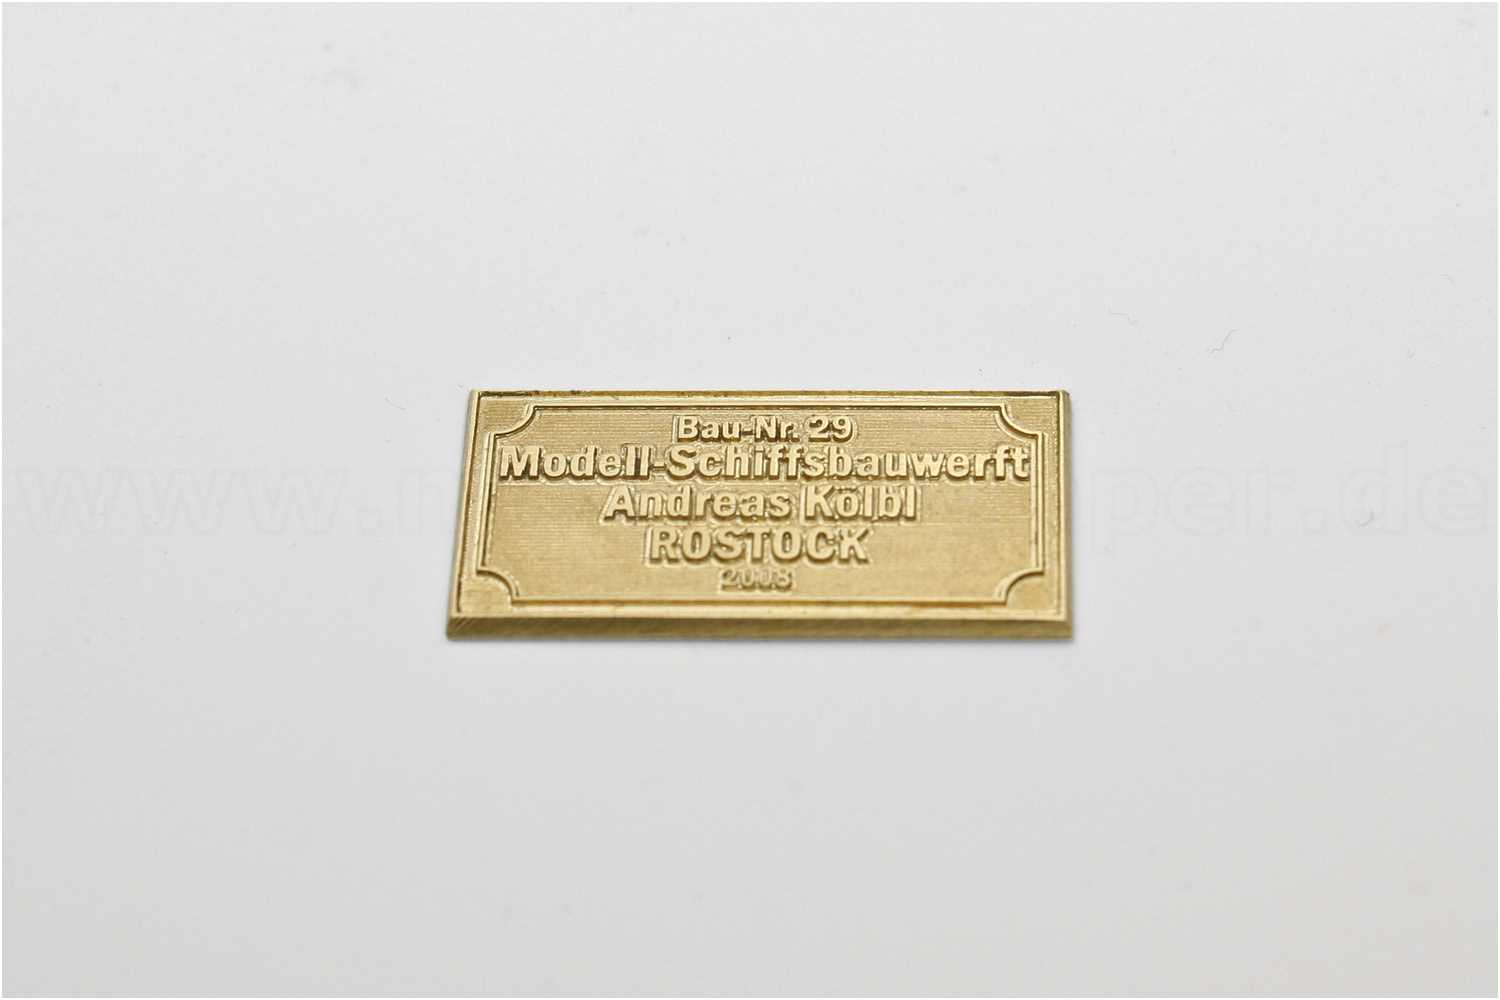 Bau-Nr. 29
Modell-Schiffsbauwerft
Andreas Kölbl
ROSTOCK
2008